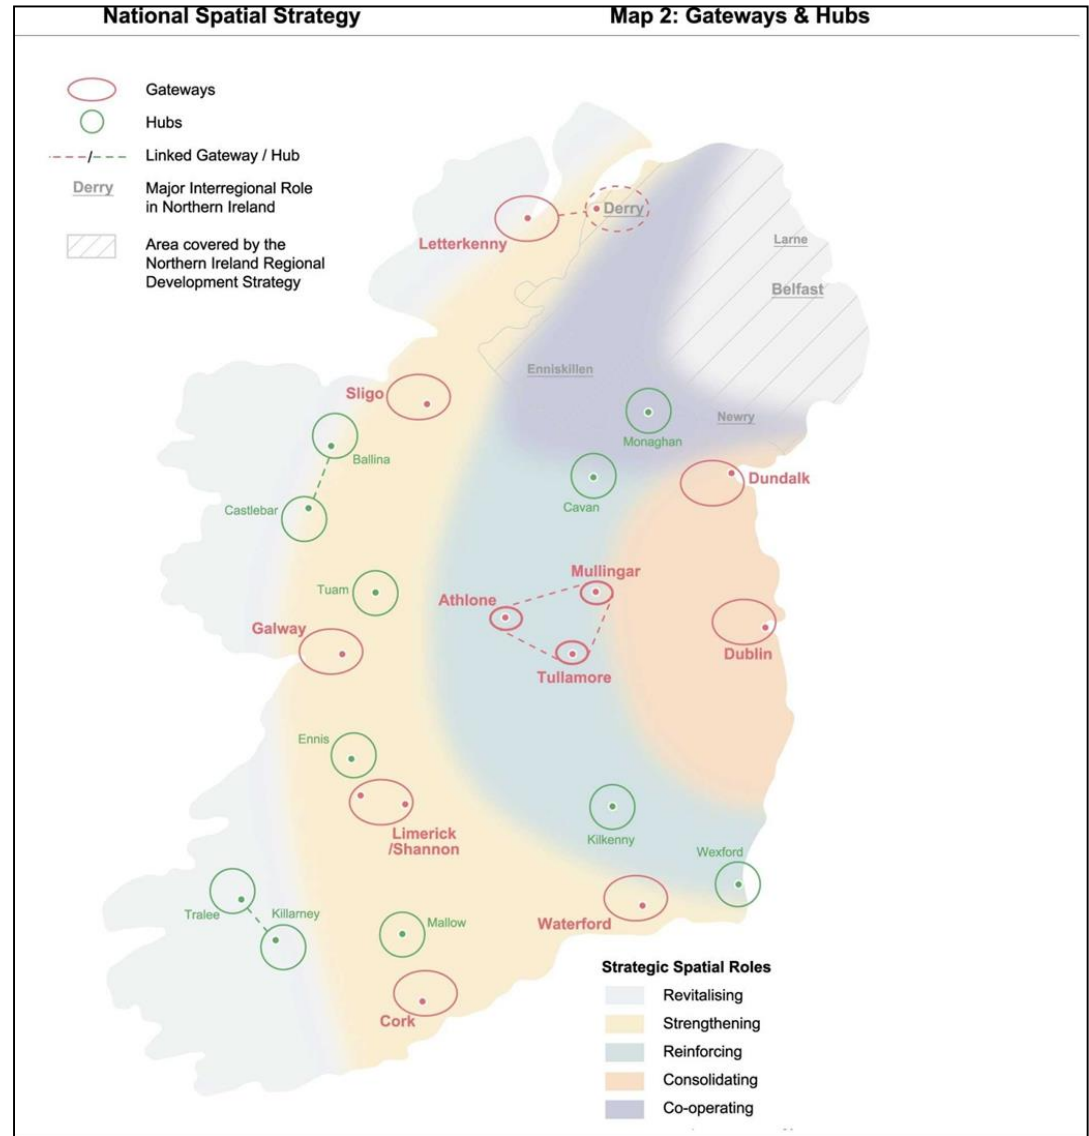 National Spatial Strategy
Map 2: Gateways & Hubs
Gateways
Hubs
Linked Gateway / Hub
Derry
Major Interregional Role
in Northern Ireland
Area covered by the
Northern Ireland Regional
Development Strategy
Derry
Letterkenny
Larne
Belfast
Enniskillen
Sligo
Newry
Monaghan
Ballina
Dundalk
Cavan
Castlebar
Mullingar
Tuam
Athlone
Galway
Dublin
Tullamore
Ennis
Limerick
/Shannon
Kilkenny
Wexford
Tralee
Killarney
Mallow
Waterford
Cork
Strategic Spatial Roles
Revitalising
Strengthening
Reinforcing
Consolidating
Co-operating